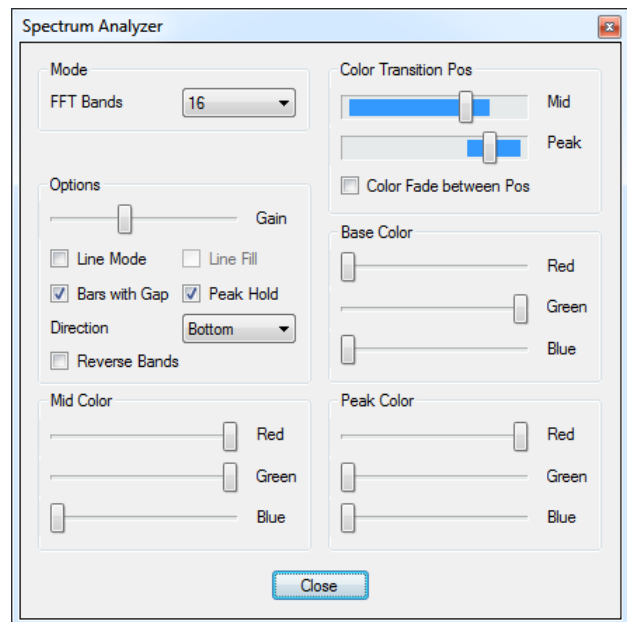 Spectrum Analyzer
Mode
FFT Bands 16
Options
Gain
Line Mode Line Fill
Bars with Gap Peak Hold
Direction Bottom
Reverse Bands
Color Transition Pos
Mid
Peak
Color Fade between Pos
Base Color
Red
Green
Blue
Mid Color
Red
Green
Blue
Peak Color
Red
Green
Blue
Close